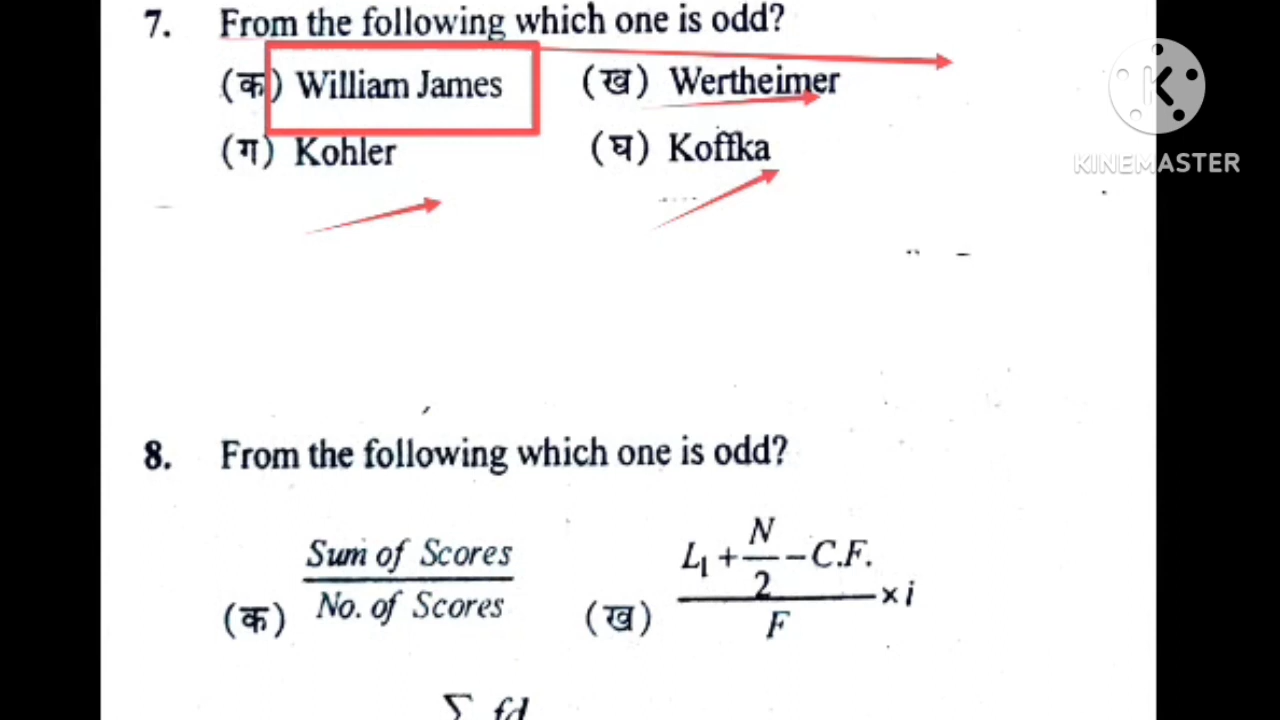 7. From the following which one is odd?
(क) William James (ख) Wertheimer
(ग) Kohler (घ) Koffka
KINEMASTER
8. From the following which one is odd?
(क) Sum of Scores / No. of Scores (ख) L₁ + N/2 − C.F. / F × i
∑ fd